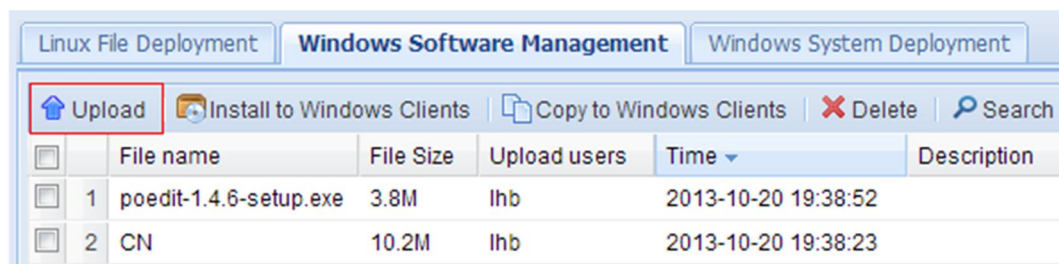 Linux File Deployment Windows Software Management Windows System Deployment
Upload Install to Windows Clients Copy to Windows Clients Delete Search
File name File Size Upload users Time Description
1 poedit-1.4.6-setup.exe 3.8M lhb 2013-10-20 19:38:52
2 CN 10.2M lhb 2013-10-20 19:38:23